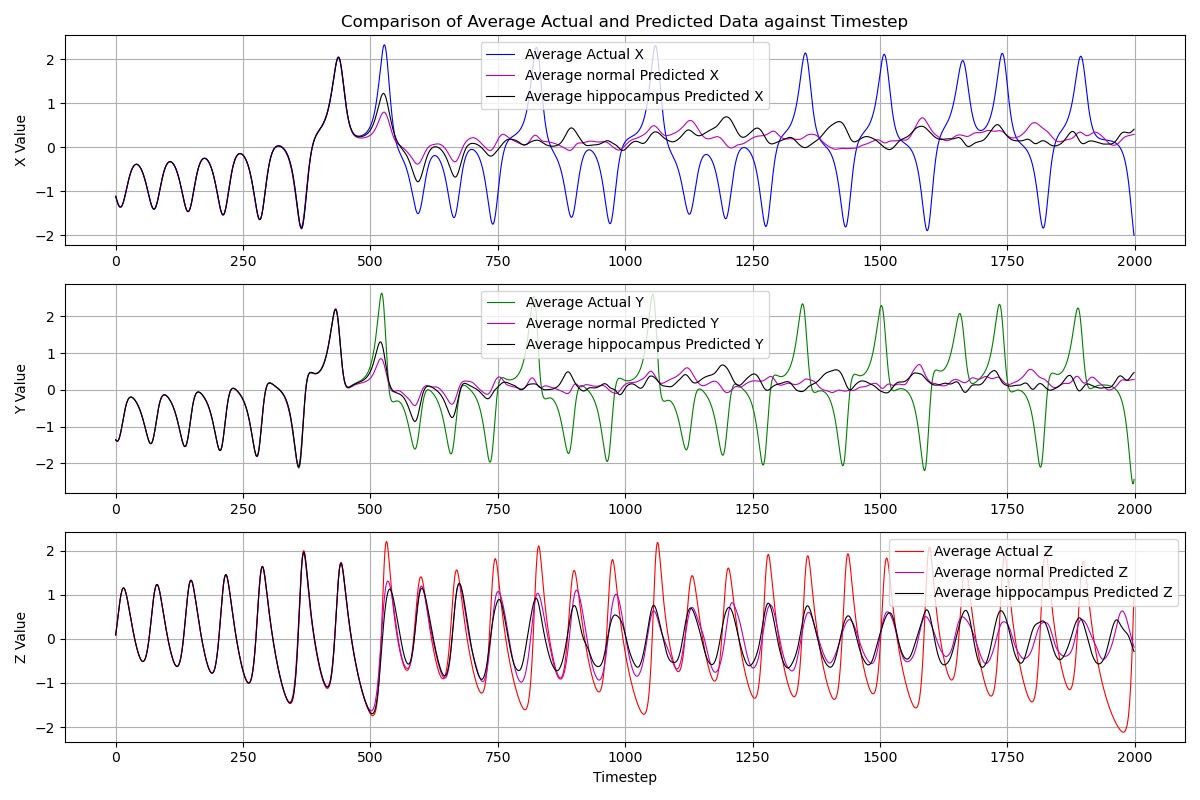 Comparison of Average Actual and Predicted Data against Timestep
X Value
2
1
0
−1
−2
Average Actual X
Average normal Predicted X
Average hippocampus Predicted X
0 250 500 750 1000 1250 1500 1750 2000
Y Value
2
1
0
−1
−2
Average Actual Y
Average normal Predicted Y
Average hippocampus Predicted Y
0 250 500 750 1000 1250 1500 1750 2000
Z Value
2
1
0
−1
−2
Average Actual Z
Average normal Predicted Z
Average hippocampus Predicted Z
0 250 500 750 1000 1250 1500 1750 2000
Timestep